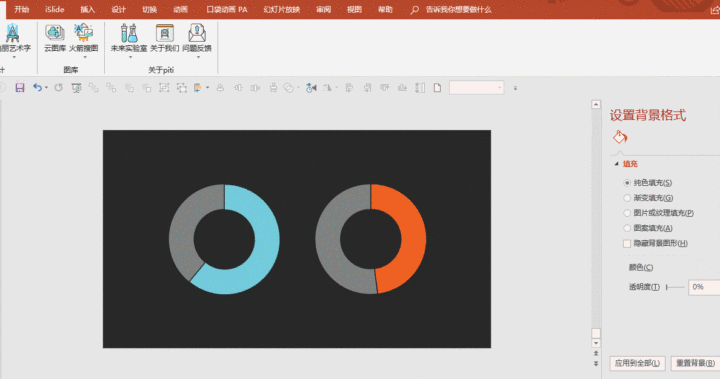 开始 iSlide 插入 设计 切换 动画 口袋动画 PA 幻灯片放映 审阅 视图 帮助 告诉我你想要做什么
艺术字 云图库 火箭搜图 未来实验室 关于我们 问题反馈
计 图库 关于piti
设置背景格式
填充
纯色填充(S)
渐变填充(G)
图片或纹理填充(P)
图案填充(A)
隐藏背景图形(H)
颜色(C)
透明度(T) 0%
应用到全部(L) 重置背景(B)